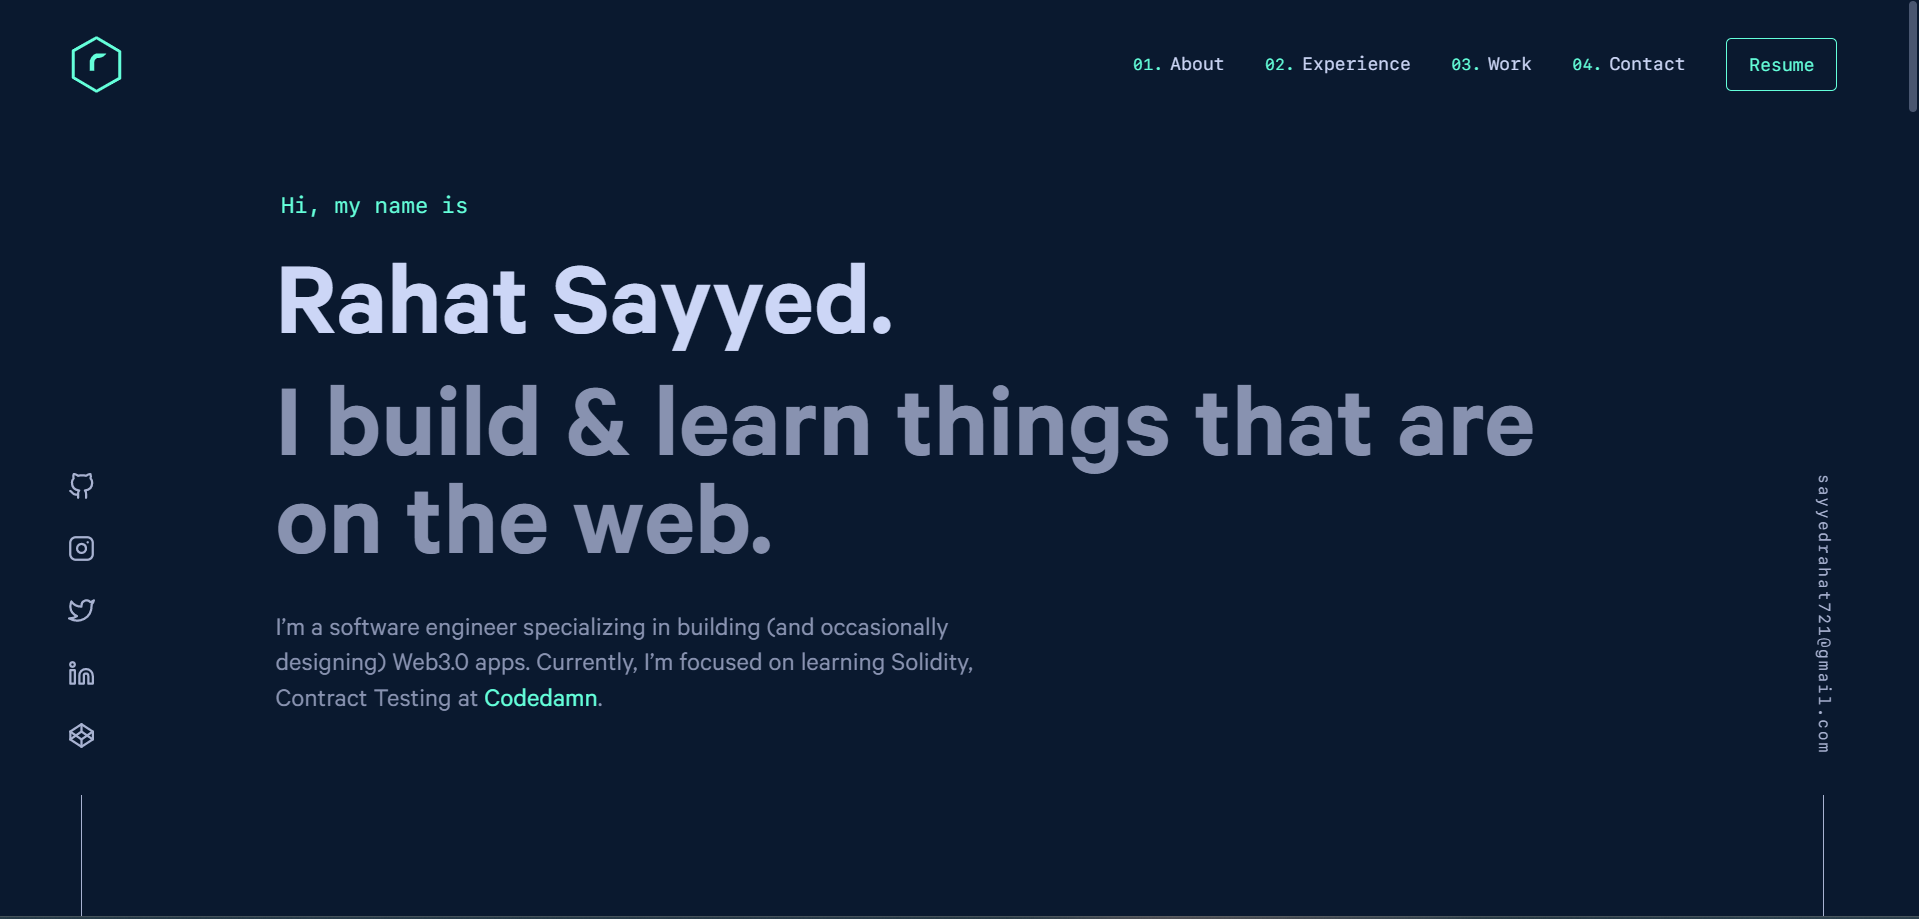 01. About 02. Experience 03. Work 04. Contact Resume
Hi, my name is
Rahat Sayyed.
I build & learn things that are
on the web.
I’m a software engineer specializing in building (and occasionally
designing) Web3.0 apps. Currently, I’m focused on learning Solidity,
Contract Testing at Codedamn.
sayyedrahat721@gmail.com